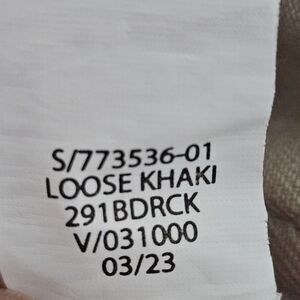 S/773536-01
LOOSE KHAKI
291BDRCK
V/031000
03/23